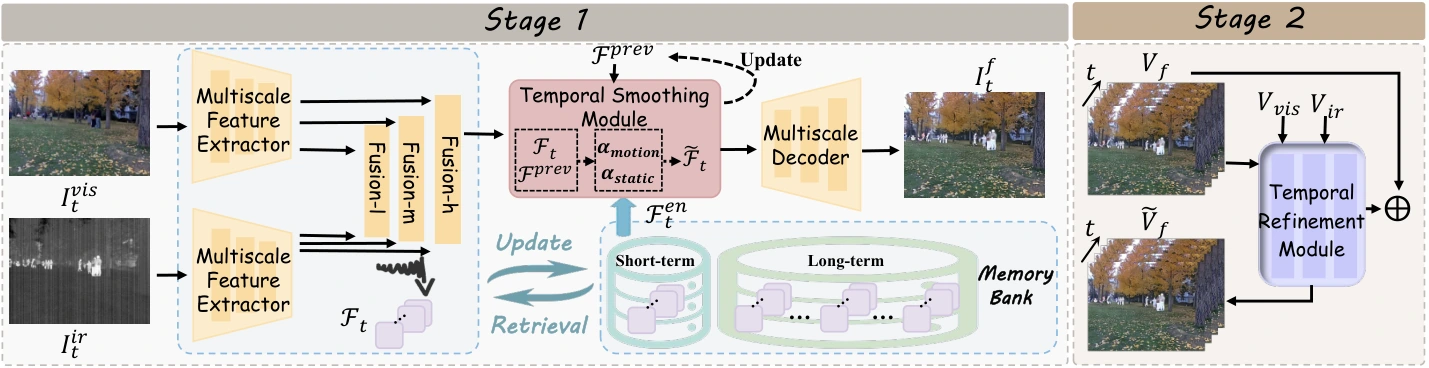 Stage 1
Stage 2
I_t^{vis}
Multiscale
Feature
Extractor
I_t^{ir}
Multiscale
Feature
Extractor
Fusion-l
Fusion-m
Fusion-h
ℱ_t
ℱ^{prev}
Update
Temporal Smoothing
Module
ℱ_t
ℱ^{prev}
α_{motion}
α_{static}
ℱ̃_t
Multiscale
Decoder
I_t^f
ℱ_t^{en}
Update
Retrieval
Short-term
Long-term
Memory
Bank
t
V_f
V_{vis} V_{ir}
Temporal
Refinement
Module
t
Ṽ_f